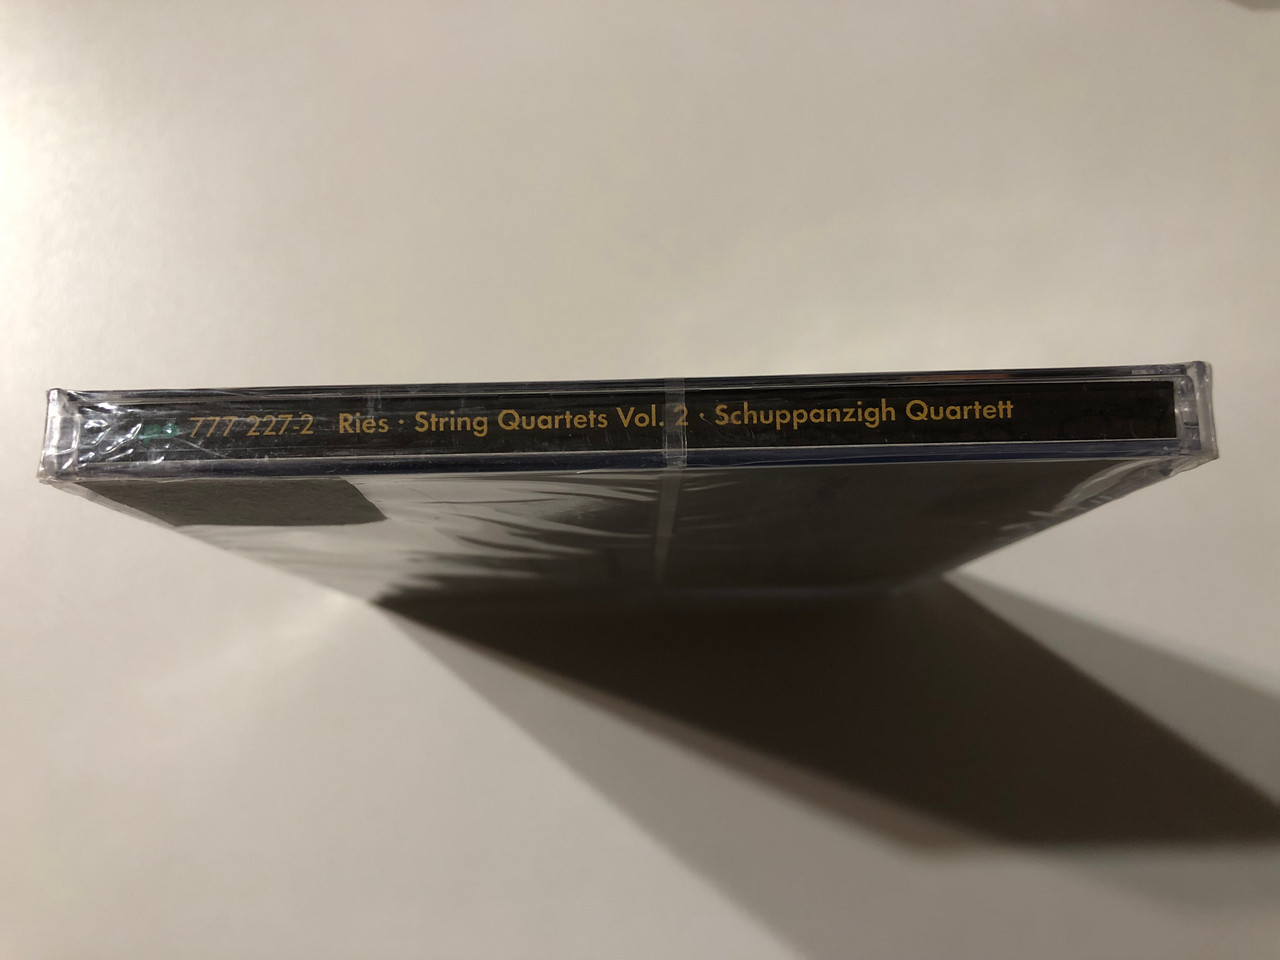 777 227-2 Ries · String Quartets Vol. 2 · Schuppanzigh Quartett